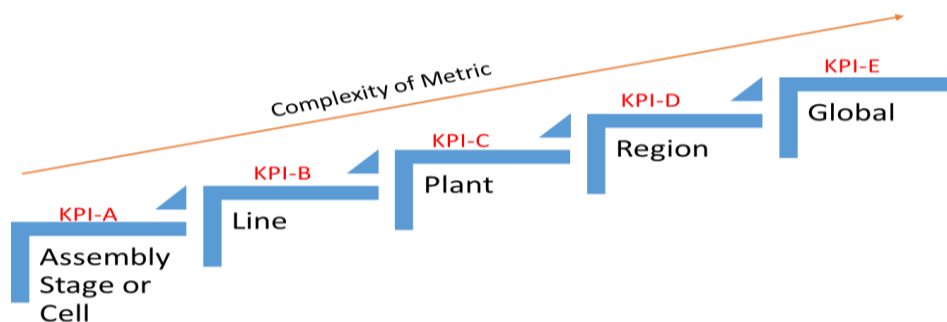 Complexity of Metric
KPI-A
Assembly
Stage or
Cell
KPI-B
Line
KPI-C
Plant
KPI-D
Region
KPI-E
Global